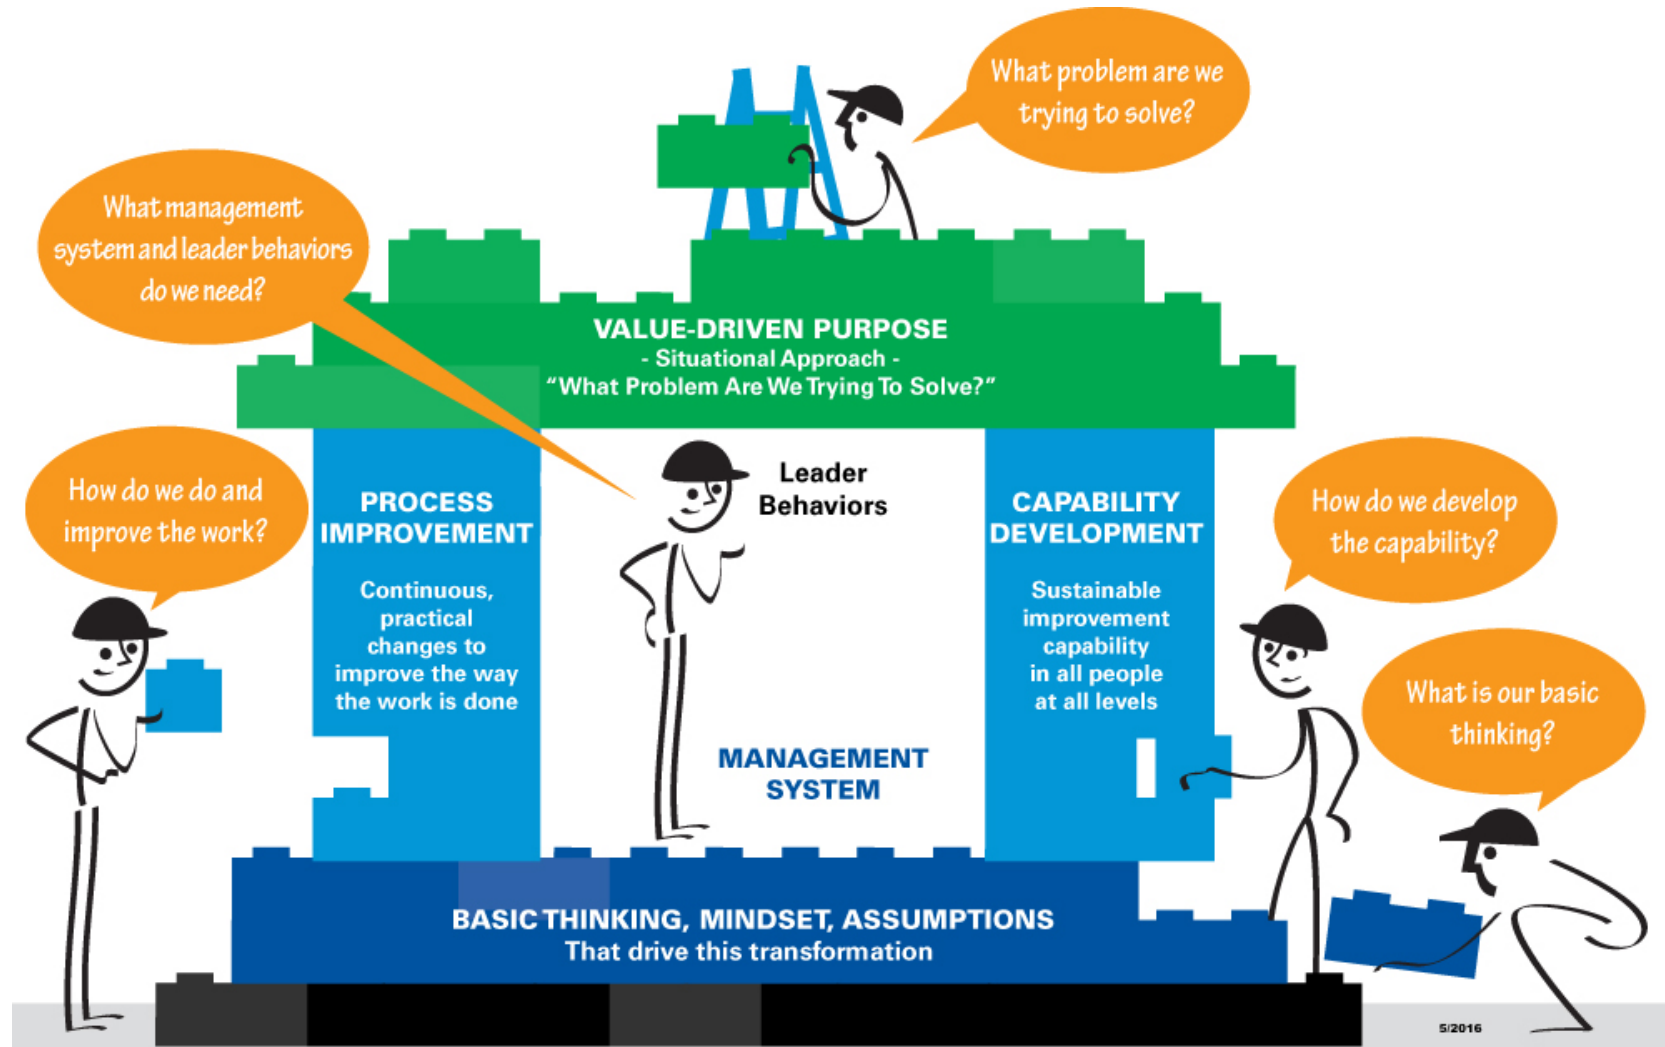 What problem are we
trying to solve?
What management
system and leader behaviors
do we need?
VALUE-DRIVEN PURPOSE
- Situational Approach -
“What Problem Are We Trying To Solve?”
How do we do and
improve the work?
PROCESS
IMPROVEMENT
Continuous,
practical
changes to
improve the way
the work is done
Leader
Behaviors
MANAGEMENT
SYSTEM
CAPABILITY
DEVELOPMENT
Sustainable
improvement
capability
in all people
at all levels
How do we develop
the capability?
What is our basic
thinking?
BASIC THINKING, MINDSET, ASSUMPTIONS
That drive this transformation
5/2016